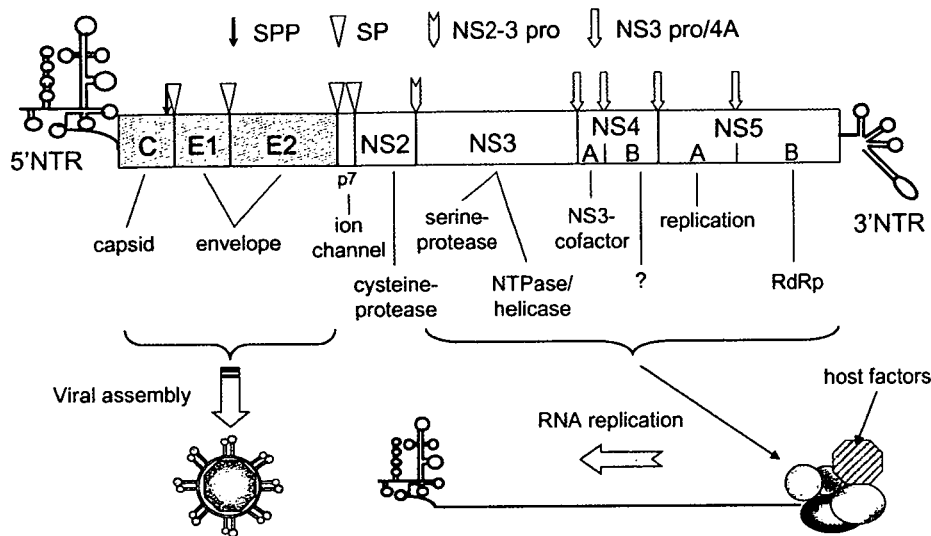 SPP SP NS2-3 pro NS3 pro/4A
5'NTR
C E1 E2 NS2 NS3 NS4 NS5
A B A B
p7
3'NTR
capsid envelope ion channel
cysteine-
protease
serine-
protease
NTPase/
helicase
NS3-
cofactor
?
replication
RdRp
Viral assembly
RNA replication
host factors